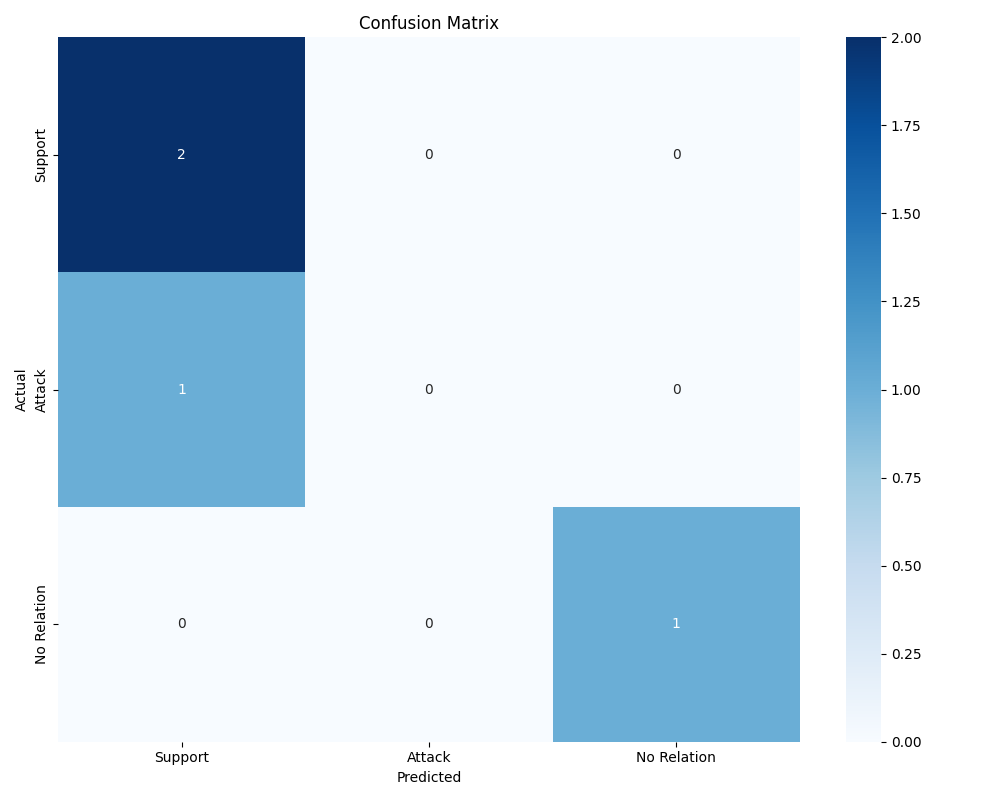 Confusion Matrix
Actual
Support
Attack
No Relation
2 0 0
1 0 0
0 0 1
Support Attack No Relation
Predicted
2.00
1.75
1.50
1.25
1.00
0.75
0.50
0.25
0.00